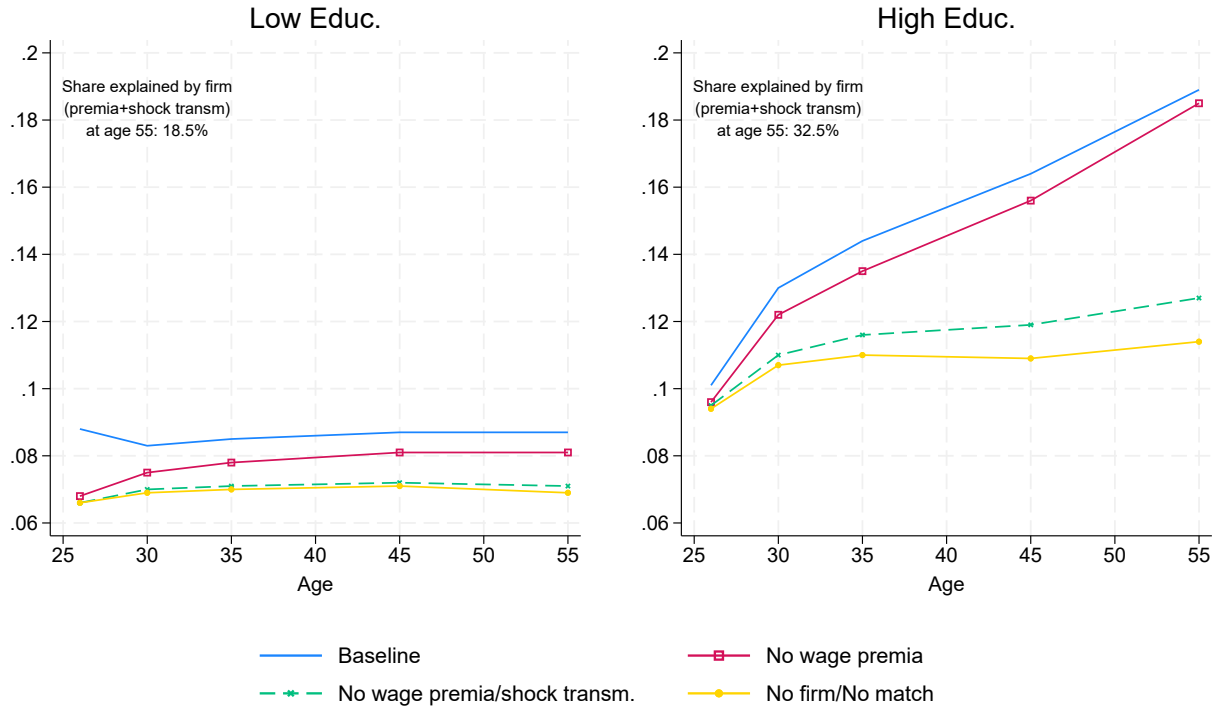 Low Educ.
.2
.18
.16
.14
.12
.1
.08
.06
Share explained by firm
(premia+shock transm)
at age 55: 18.5%
25 30 35 40 45 50 55
Age
High Educ.
.2
.18
.16
.14
.12
.1
.08
.06
Share explained by firm
(premia+shock transm)
at age 55: 32.5%
25 30 35 40 45 50 55
Age
Baseline
No wage premia
No wage premia/shock transm.
No firm/No match